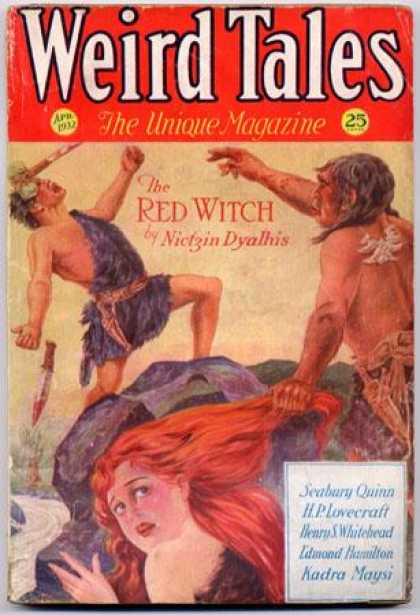 Weird Tales
APR. 1932
The Unique Magazine
25
The
RED WITCH
by Nictzin Dyalhis
Seabury Quinn
H.P. Lovecraft
Henry S. Whitehead
Edmond Hamilton
Kadra Maysi